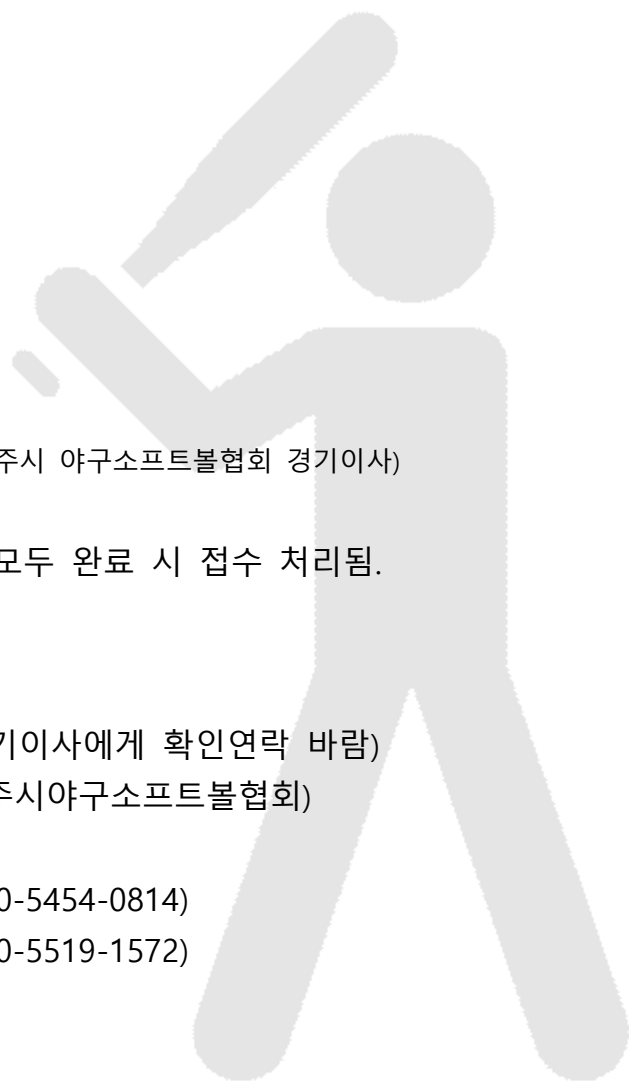 주시 야구소프트볼협회 경기이사)
모두 완료 시 접수 처리됨.
기이사에게 확인연락 바람)
주시야구소프트볼협회)
0-5454-0814)
0-5519-1572)